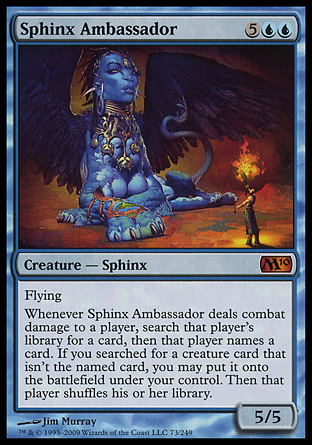 Sphinx Ambassador 5
Creature — Sphinx M10
Flying
Whenever Sphinx Ambassador deals combat
damage to a player, search that player's
library for a card, then that player names a
card. If you searched for a creature card that
isn't the named card, you may put it onto
the battlefield under your control. Then that
player shuffles his or her library.
5/5
Jim Murray
™ & © 1993–2009 Wizards of the Coast LLC 73/249